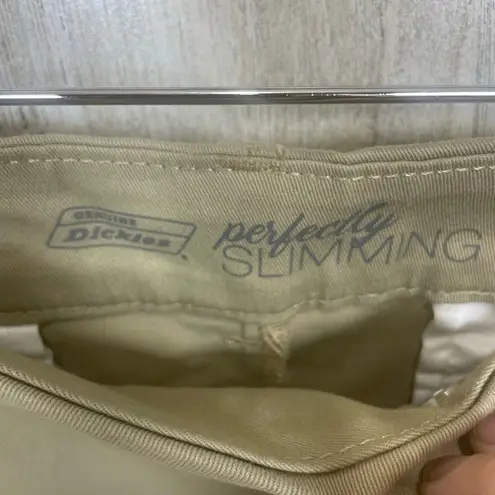 GENUINE
Dickies
perfectly
SLIMMING